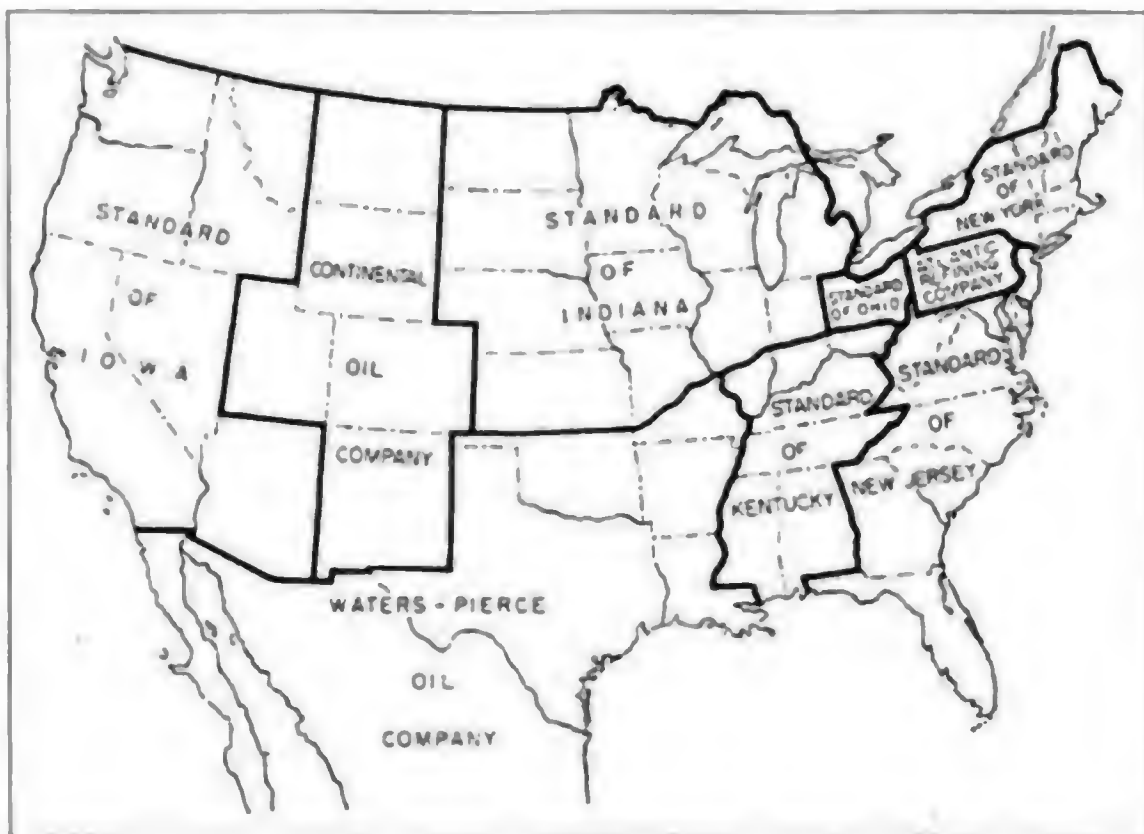 STANDARD
OF
IOWA
CONTINENTAL
OIL
COMPANY
STANDARD
OF
INDIANA
STANDARD
OF OHIO
ATLANTIC
REFINING
COMPANY
STANDARD
OF
NEW YORK
STANDARD
OF
KENTUCKY
STANDARD
OF
NEW JERSEY
WATERS-PIERCE
OIL
COMPANY